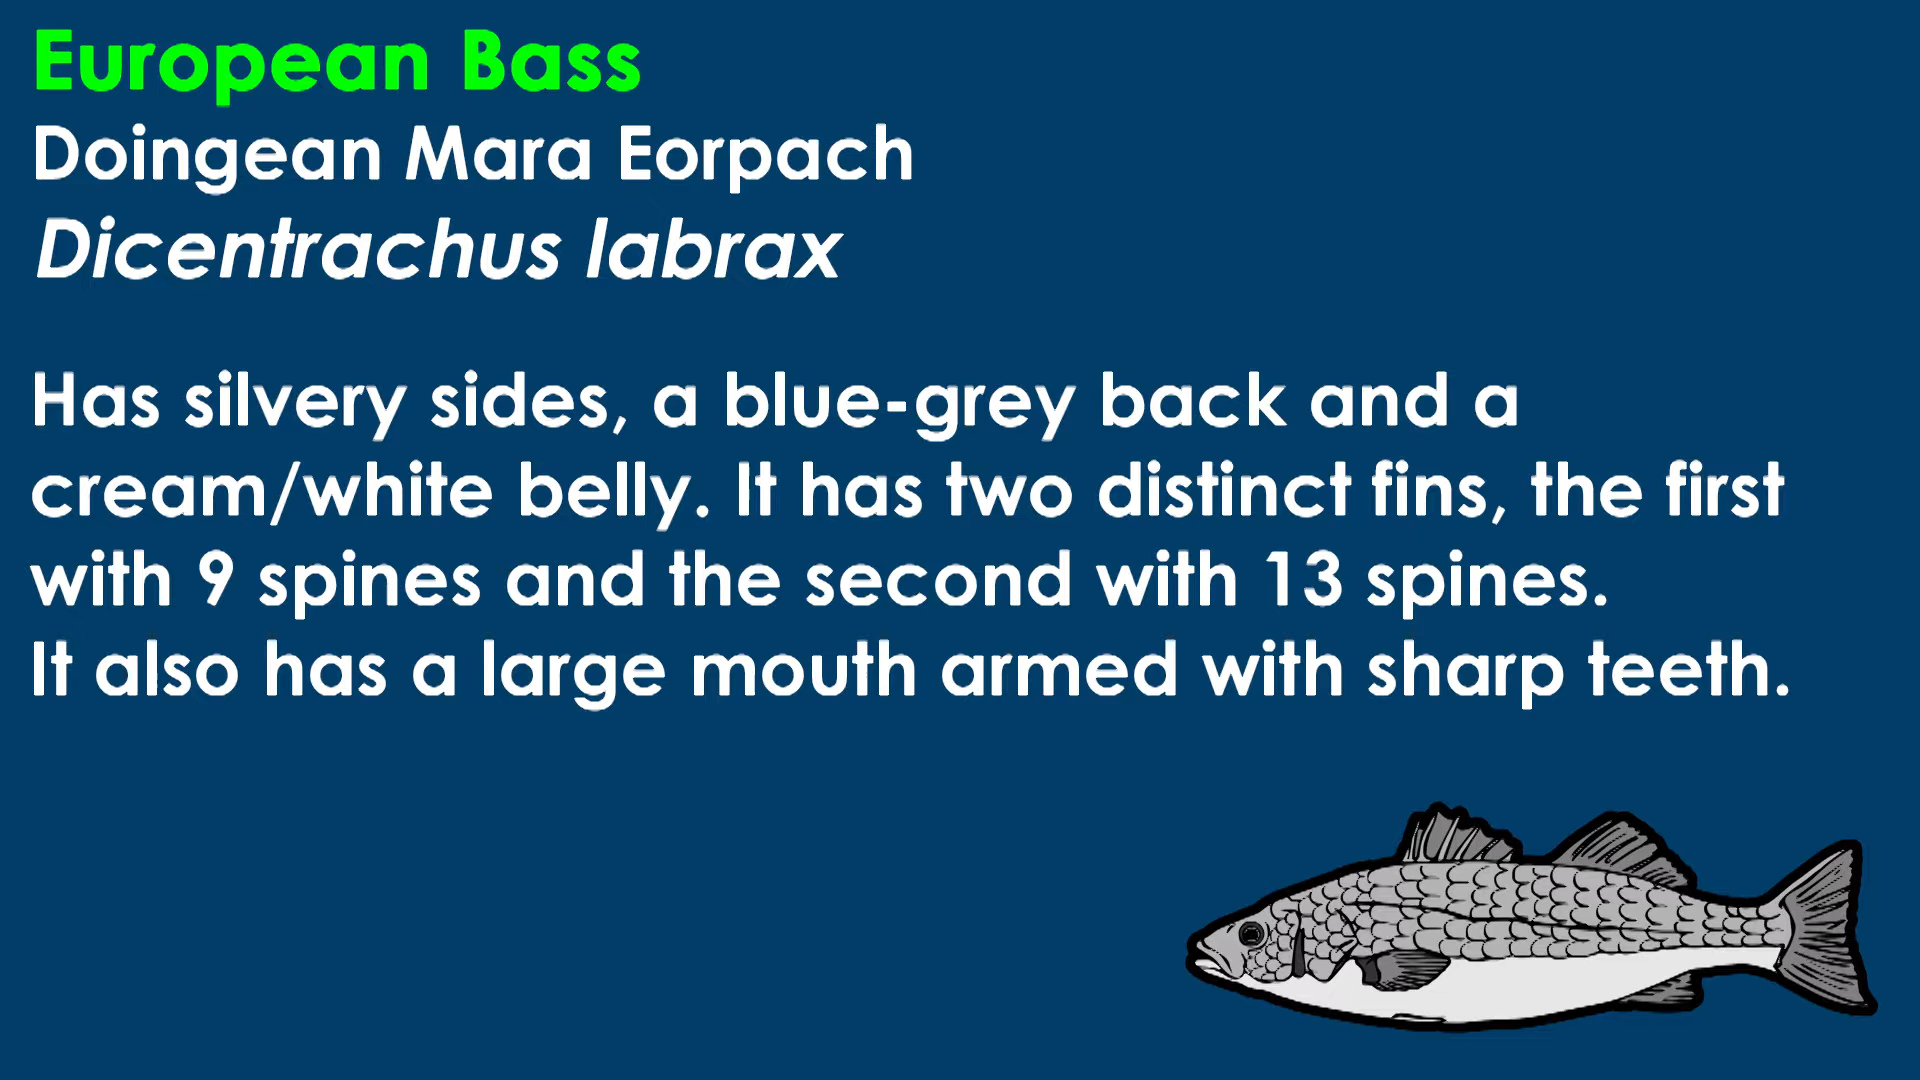 European Bass
Doingean Mara Eorpach
Dicentrachus labrax
Has silvery sides, a blue-grey back and a
cream/white belly. It has two distinct fins, the first
with 9 spines and the second with 13 spines.
It also has a large mouth armed with sharp teeth.